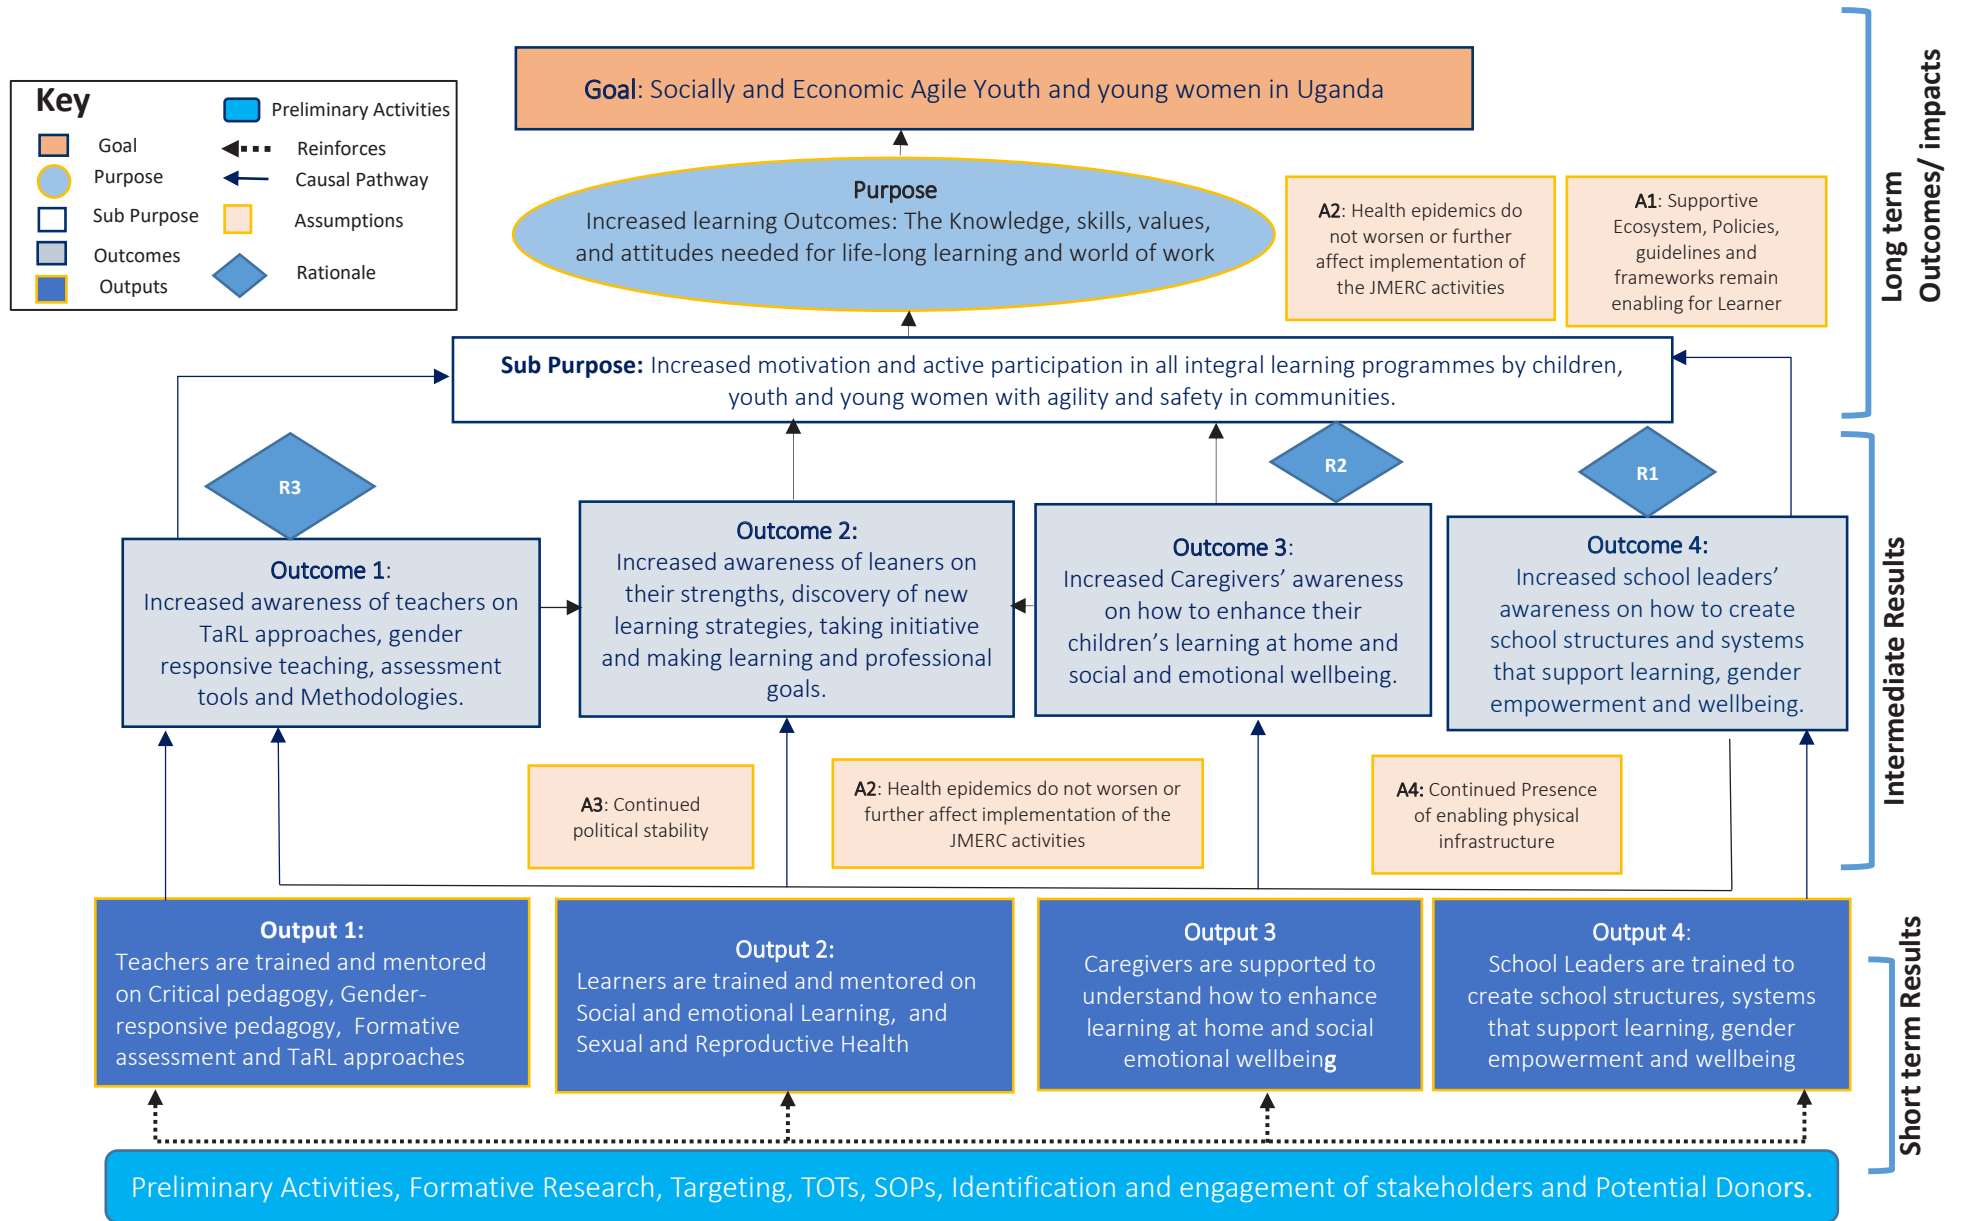 Goal: Socially and Economic Agile Youth and young women in Uganda
Key
Preliminary Activities
Goal
Reinforces
Purpose
Causal Pathway
Sub Purpose
Assumptions
Outcomes
Rationale
Outputs
Purpose
Increased learning Outcomes: The Knowledge, skills, values,
and attitudes needed for life-long learning and world of work
A2: Health epidemics do
not worsen or further
affect implementation of
the JMERC activities
A1: Supportive
Ecosystem, Policies,
guidelines and
frameworks remain
enabling for Learner
Long term
Outcomes/ impacts
Sub Purpose: Increased motivation and active participation in all integral learning programmes by children,
youth and young women with agility and safety in communities.
R3
R2
R1
Outcome 1:
Increased awareness of teachers on
TaRL approaches, gender
responsive teaching, assessment
tools and Methodologies.
Outcome 2:
Increased awareness of leaners on
their strengths, discovery of new
learning strategies, taking initiative
and making learning and professional
goals.
Outcome 3:
Increased Caregivers’ awareness
on how to enhance their
children’s learning at home and
social and emotional wellbeing.
Outcome 4:
Increased school leaders’
awareness on how to create
school structures and systems
that support learning, gender
empowerment and wellbeing.
Intermediate Results
A3: Continued
political stability
A2: Health epidemics do not worsen or
further affect implementation of the
JMERC activities
A4: Continued Presence
of enabling physical
infrastructure
Output 1:
Teachers are trained and mentored
on Critical pedagogy, Gender-
responsive pedagogy, Formative
assessment and TaRL approaches
Output 2:
Learners are trained and mentored on
Social and emotional Learning, and
Sexual and Reproductive Health
Output 3
Caregivers are supported to
understand how to enhance
learning at home and social
emotional wellbeing
Output 4:
School Leaders are trained to
create school structures, systems
that support learning, gender
empowerment and wellbeing
Short term Results
Preliminary Activities, Formative Research, Targeting, TOTs, SOPs, Identification and engagement of stakeholders and Potential Donors.